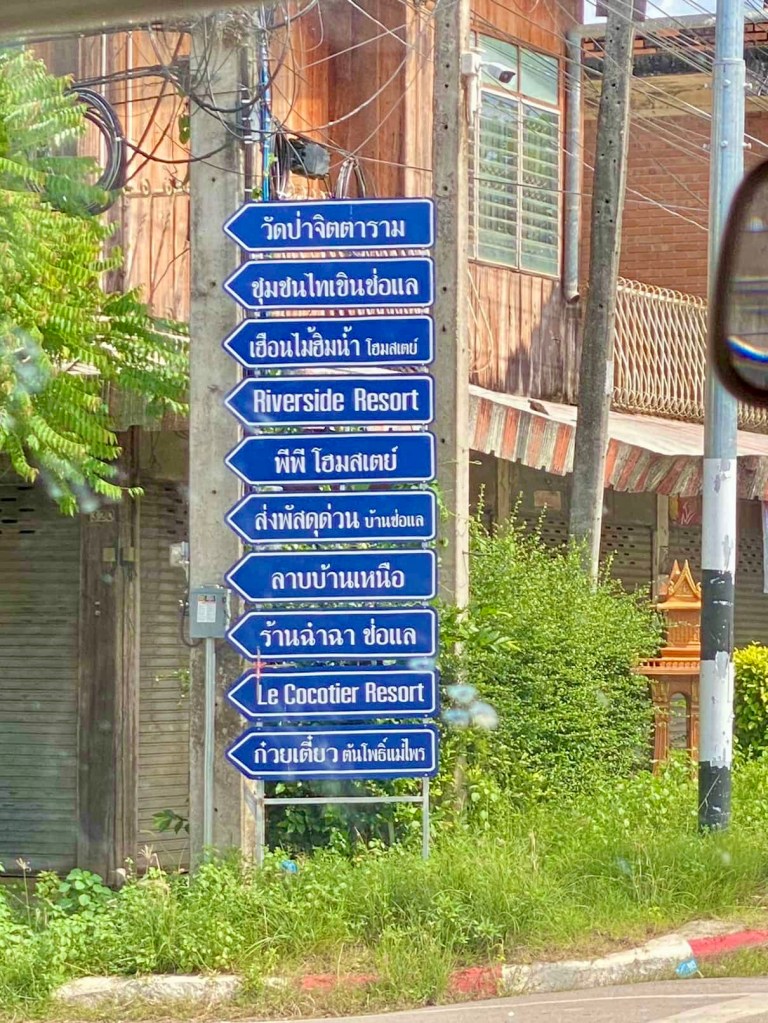 วัดป่าจิตตาราม
ชุมชนไทเขินช่อแล
เฮือนไม้ฮิมน้ำ โฮมสเตย์
Riverside Resort
พีพี โฮมสเตย์
ส่งพัสดุด่วน บ้านช่อแล
ลาบบ้านเหนือ
ร้านฉำฉา ช่อแล
Le Cocotier Resort
ก๋วยเตี๋ยว ต้นโพธิ์แม่ไพร